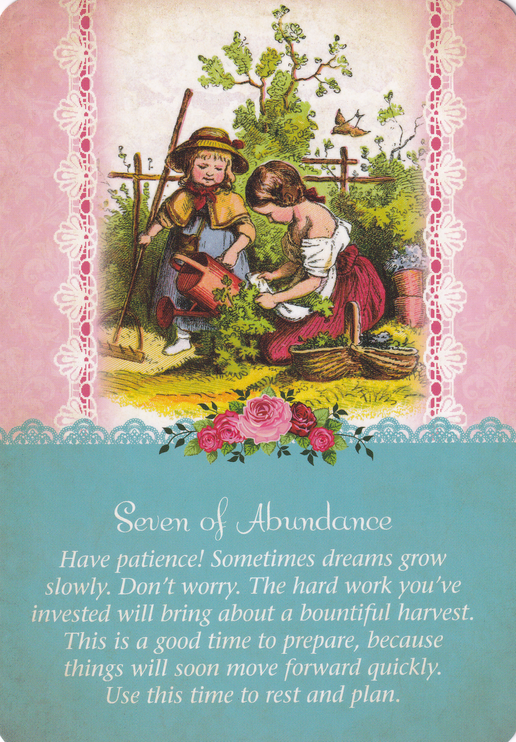 Seven of Abundance
Have patience! Sometimes dreams grow
slowly. Don't worry. The hard work you've
invested will bring about a bountiful harvest.
This is a good time to prepare, because
things will soon move forward quickly.
Use this time to rest and plan.